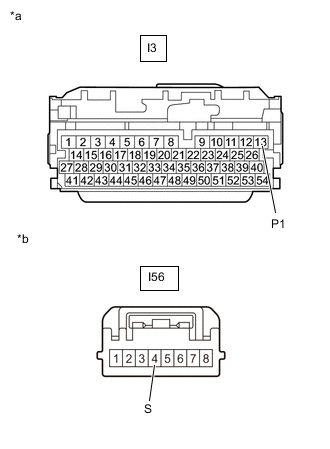 *a
I3
1 2 3 4 5 6 7 8 9 10 11 12 13
14 15 16 17 18 19 20 21 22 23 24 25 26
27 28 29 30 31 32 33 34 35 36 37 38 39 40
41 42 43 44 45 46 47 48 49 50 51 52 53 54
P1
*b
I56
1 2 3 4 5 6 7 8
S